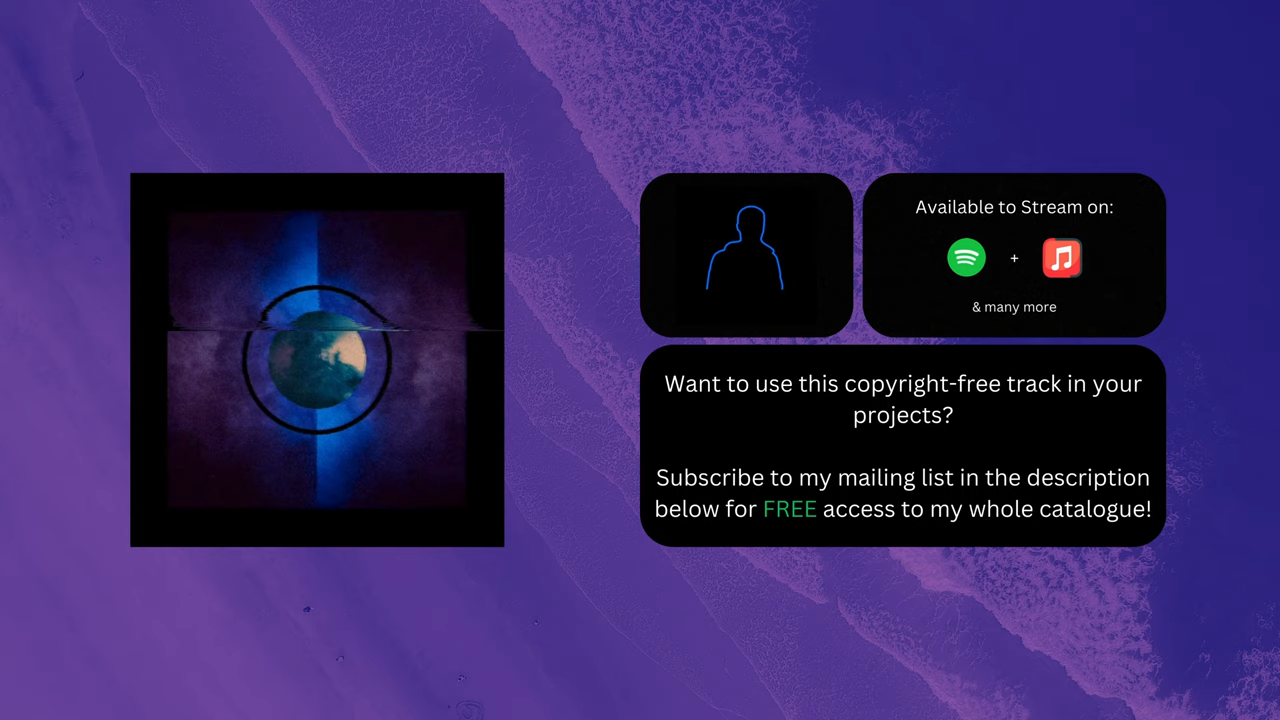 Available to Stream on:
+
& many more
Want to use this copyright-free track in your
projects?
Subscribe to my mailing list in the description
below for FREE access to my whole catalogue!